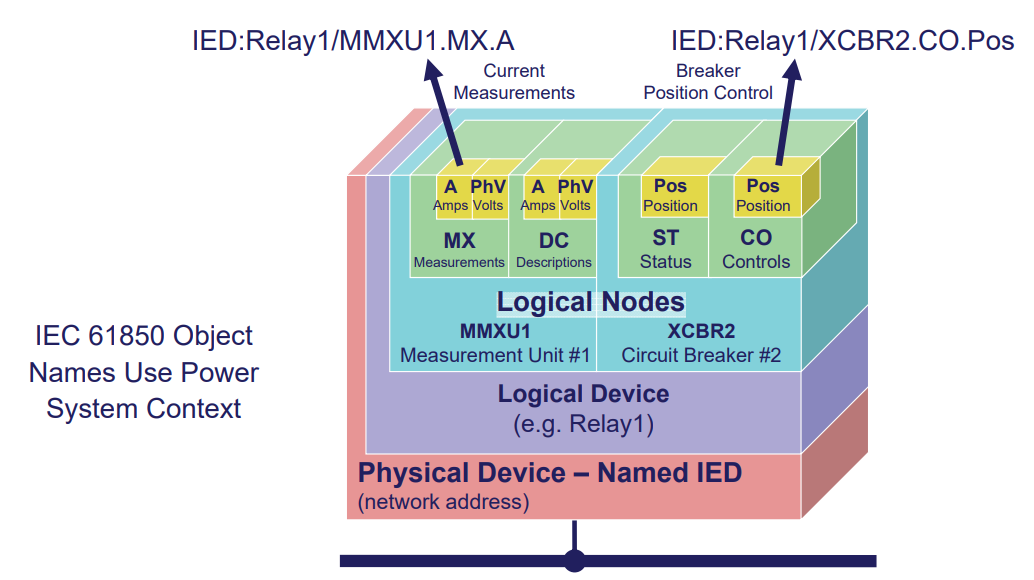 IED:Relay1/MMXU1.MX.A
IED:Relay1/XCBR2.CO.Pos
Current
Measurements
Breaker
Position Control
A PhV A PhV Pos Pos
Amps Volts Amps Volts Position Position
MX DC ST CO
Measurements Descriptions Status Controls
Logical Nodes
MMXU1 XCBR2
Measurement Unit #1 Circuit Breaker #2
IEC 61850 Object
Names Use Power
System Context
Logical Device
(e.g. Relay1)
Physical Device – Named IED
(network address)